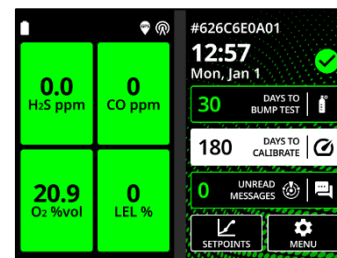 0.0
H₂S ppm
0
CO ppm
20.9
O₂ %vol
0
LEL %
#626C6E0A01
12:57
Mon, Jan 1
30
DAYS TO
BUMP TEST
180
DAYS TO
CALIBRATE
0
UNREAD
MESSAGES
SETPOINTS
MENU